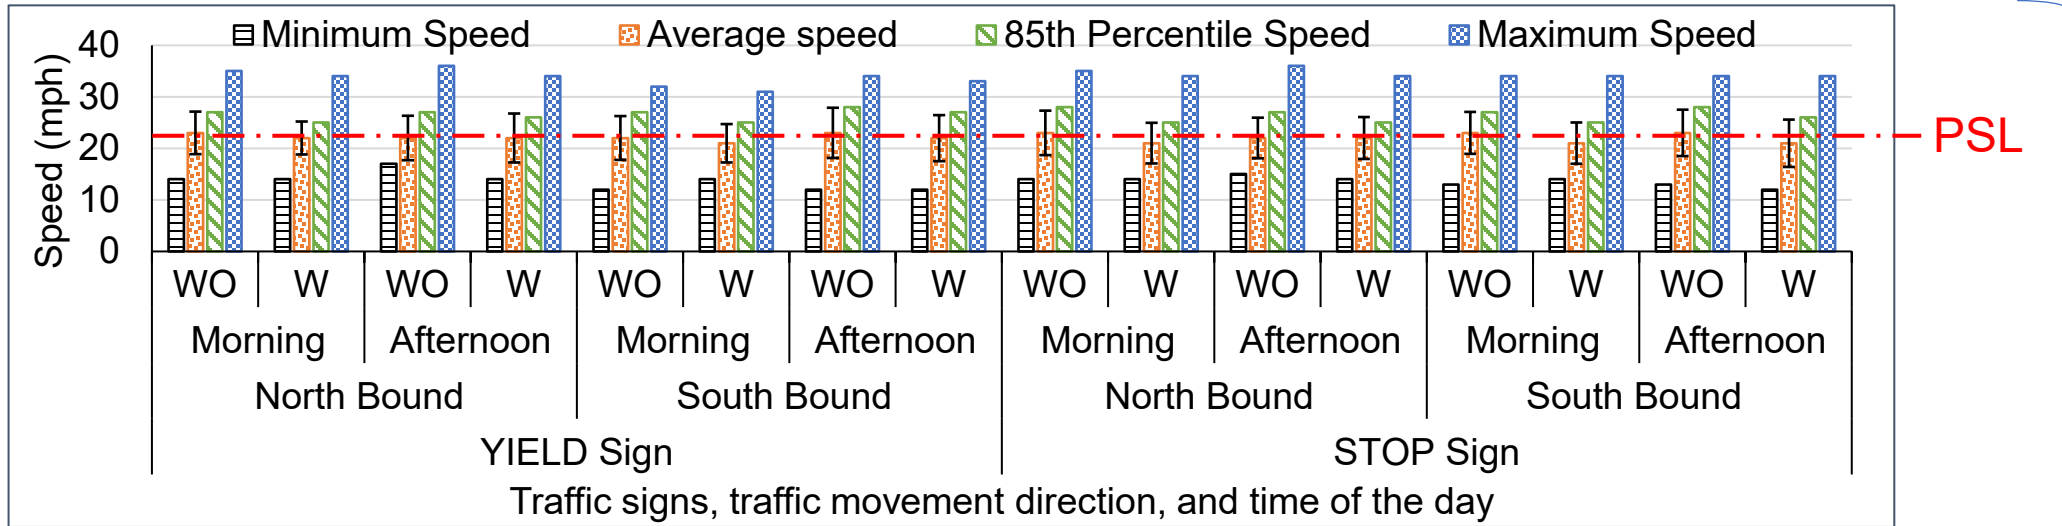 Minimum Speed Average speed 85th Percentile Speed Maximum Speed
Speed (mph)
40
30
20
10
0
PSL
WO W WO W WO W WO W WO W WO W WO W WO W
Morning Afternoon Morning Afternoon Morning Afternoon Morning Afternoon
North Bound South Bound North Bound South Bound
YIELD Sign STOP Sign
Traffic signs, traffic movement direction, and time of the day